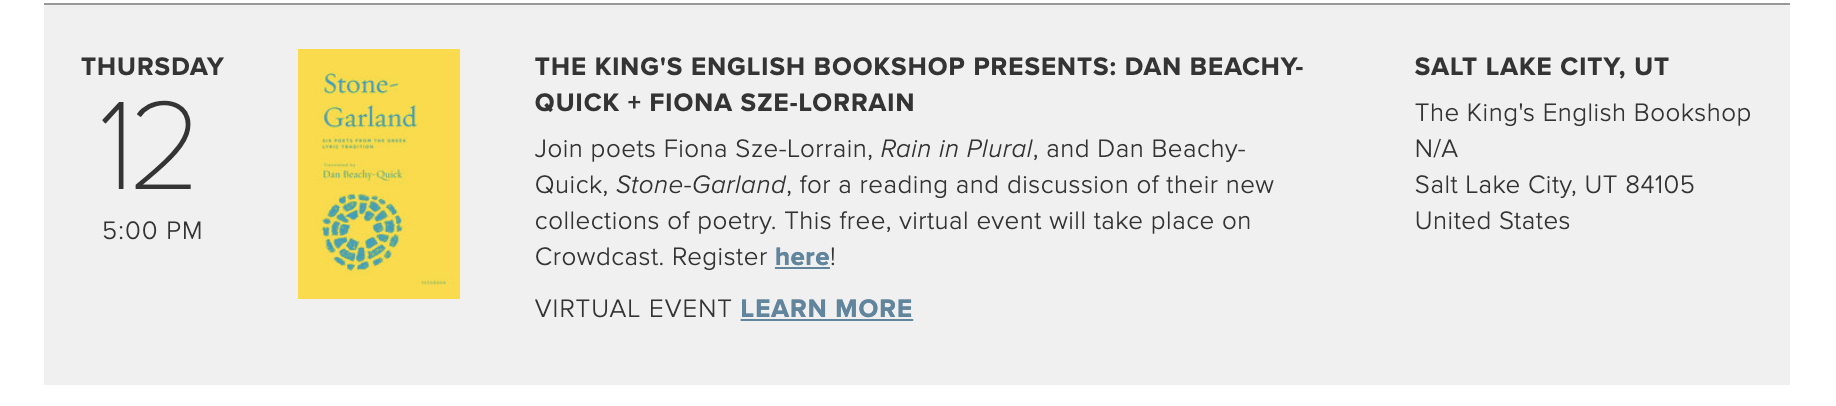 THURSDAY
12
5:00 PM
Stone-
Garland
SIX POETS FROM THE GREEK
LYRIC TRADITION
Translated by
Dan Beachy-Quick
THE KING'S ENGLISH BOOKSHOP PRESENTS: DAN BEACHY-
QUICK + FIONA SZE-LORRAIN
Join poets Fiona Sze-Lorrain, Rain in Plural, and Dan Beachy-
Quick, Stone-Garland, for a reading and discussion of their new
collections of poetry. This free, virtual event will take place on
Crowdcast. Register here!
VIRTUAL EVENT LEARN MORE
SALT LAKE CITY, UT
The King's English Bookshop
N/A
Salt Lake City, UT 84105
United States